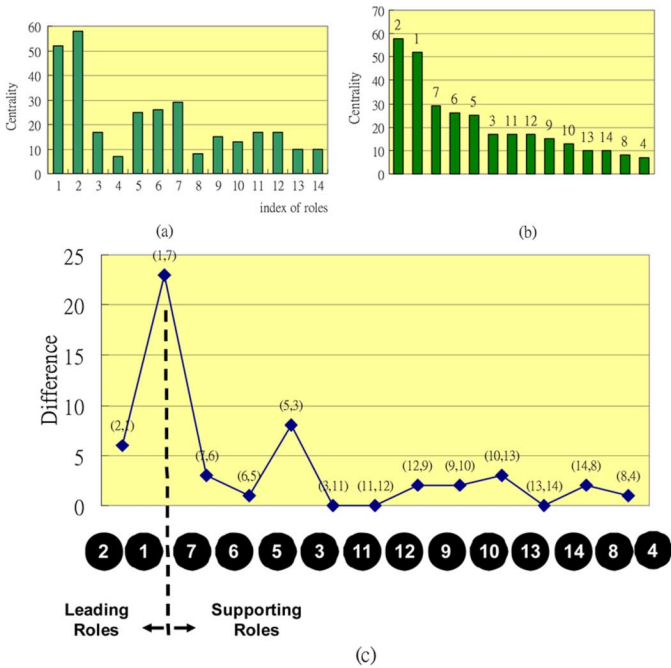 60
50
40
30
20
10
0
Centrality
1 2 3 4 5 6 7 8 9 10 11 12 13 14
index of roles
(a)
70
60
50
40
30
20
10
0
Centrality
2 1 7 6 5 3 11 12 9 10 13 14 8 4
(b)
25
20
15
10
5
0
Difference
(2,1) (1,7) (7,6) (6,5) (5,3) (3,11) (11,12) (12,9) (9,10) (10,13) (13,14) (14,8) (8,4)
2 1 7 6 5 3 11 12 9 10 13 14 8 4
Leading
Roles
Supporting
Roles
(c)